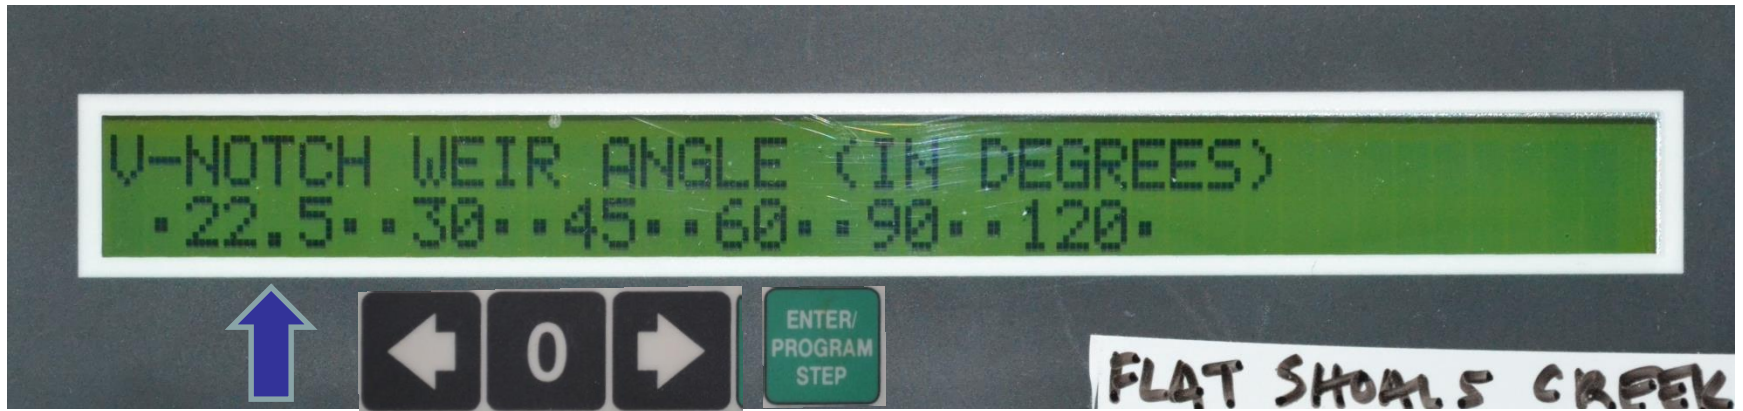 V-NOTCH WEIR ANGLE (IN DEGREES)
·22.5··30··45··60··90··120·
0
ENTER/
PROGRAM
STEP
FLAT SHOALS CREEK